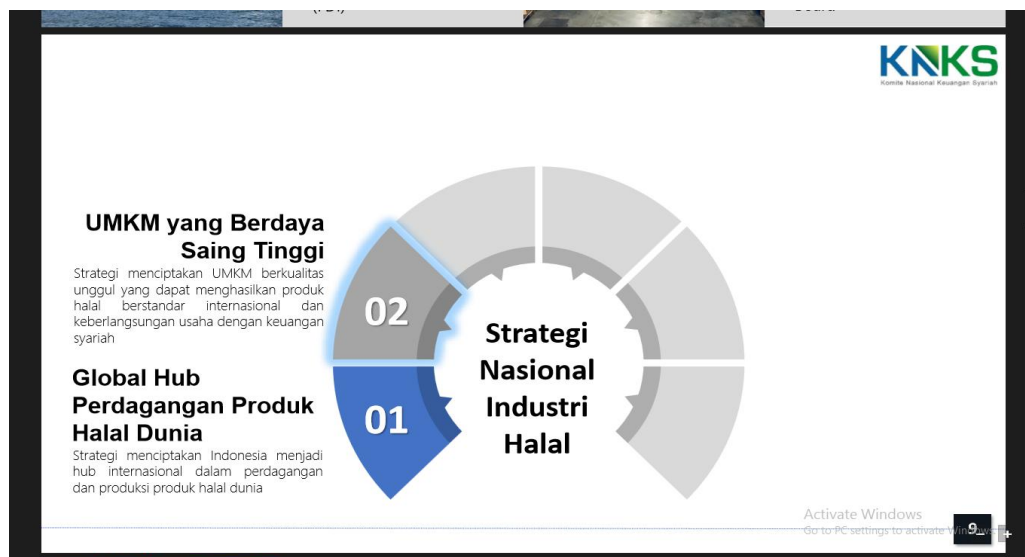 KNKS
Komite Nasional Keuangan Syariah
UMKM yang Berdaya
Saing Tinggi
Strategi menciptakan UMKM berkualitas
unggul yang dapat menghasilkan produk
halal berstandar internasional dan
keberlangsungan usaha dengan keuangan
syariah
02
Global Hub
Perdagangan Produk
Halal Dunia
Strategi menciptakan Indonesia menjadi
hub internasional dalam perdagangan
dan produksi produk halal dunia
01
Strategi
Nasional
Industri
Halal
Activate Windows
Go to PC settings to activate Windows.
9